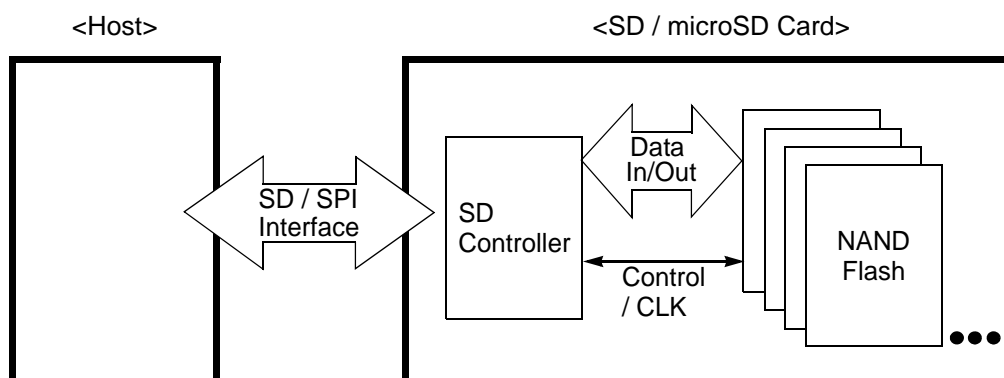 <Host>
<SD / microSD Card>
SD / SPI
Interface
SD
Controller
Data
In/Out
Control
/ CLK
NAND
Flash